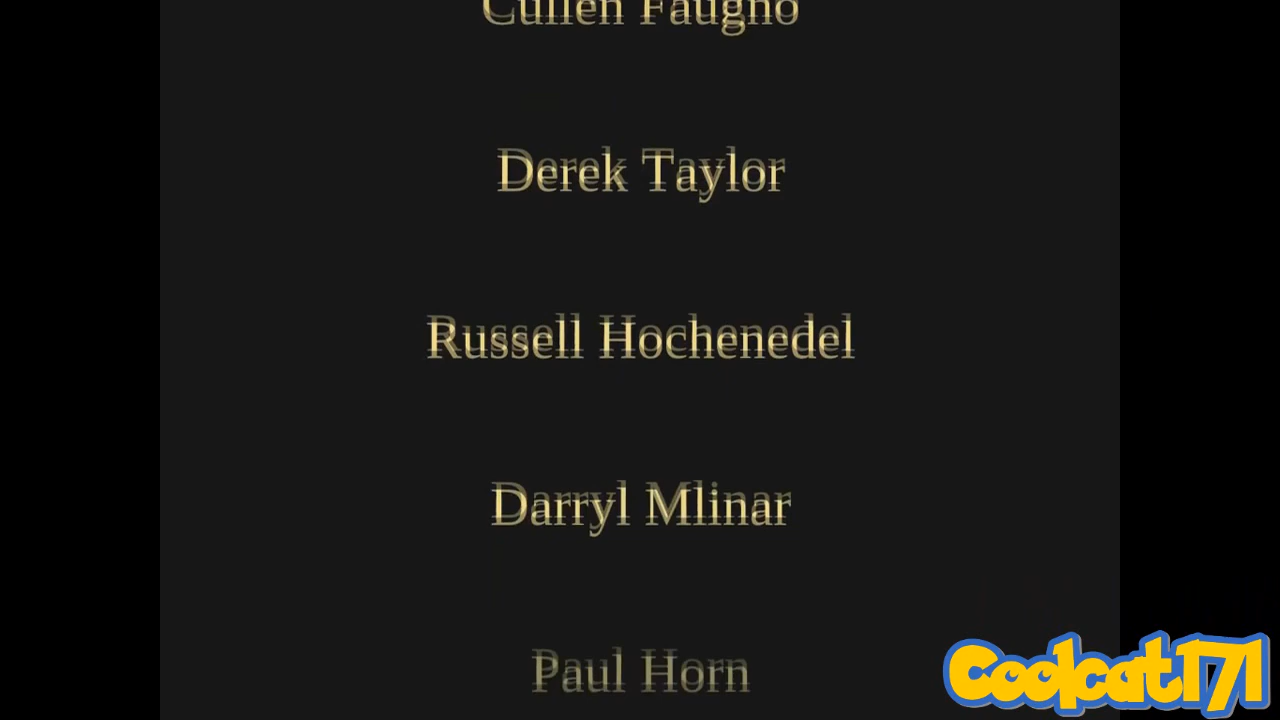 Cullen Faugno
Derek Taylor
Russell Hochenedel
Darryl Mlinar
Paul Horn
Coolcat171